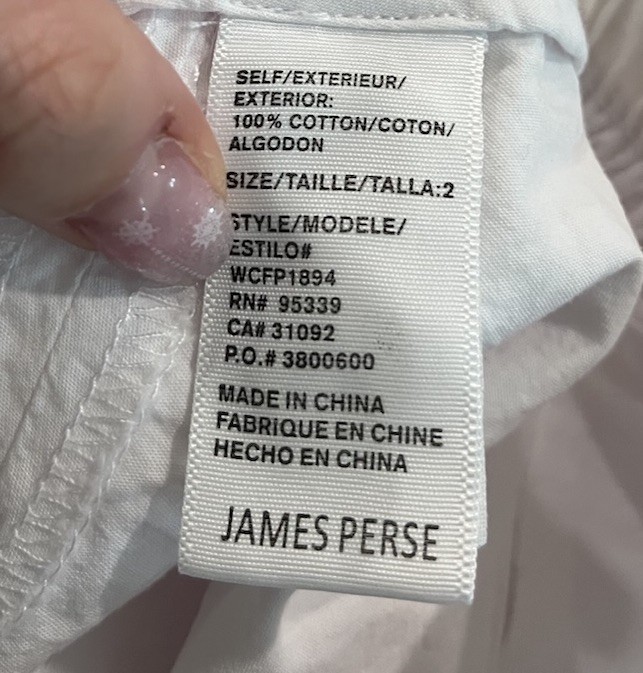 SELF/EXTERIEUR/
EXTERIOR:
100% COTTON/COTON/
ALGODON
SIZE/TAILLE/TALLA:2
STYLE/MODELE/
ESTILO#
WCFP1894
RN# 95339
CA# 31092
P.O.# 3800600
MADE IN CHINA
FABRIQUE EN CHINE
HECHO EN CHINA
JAMES PERSE